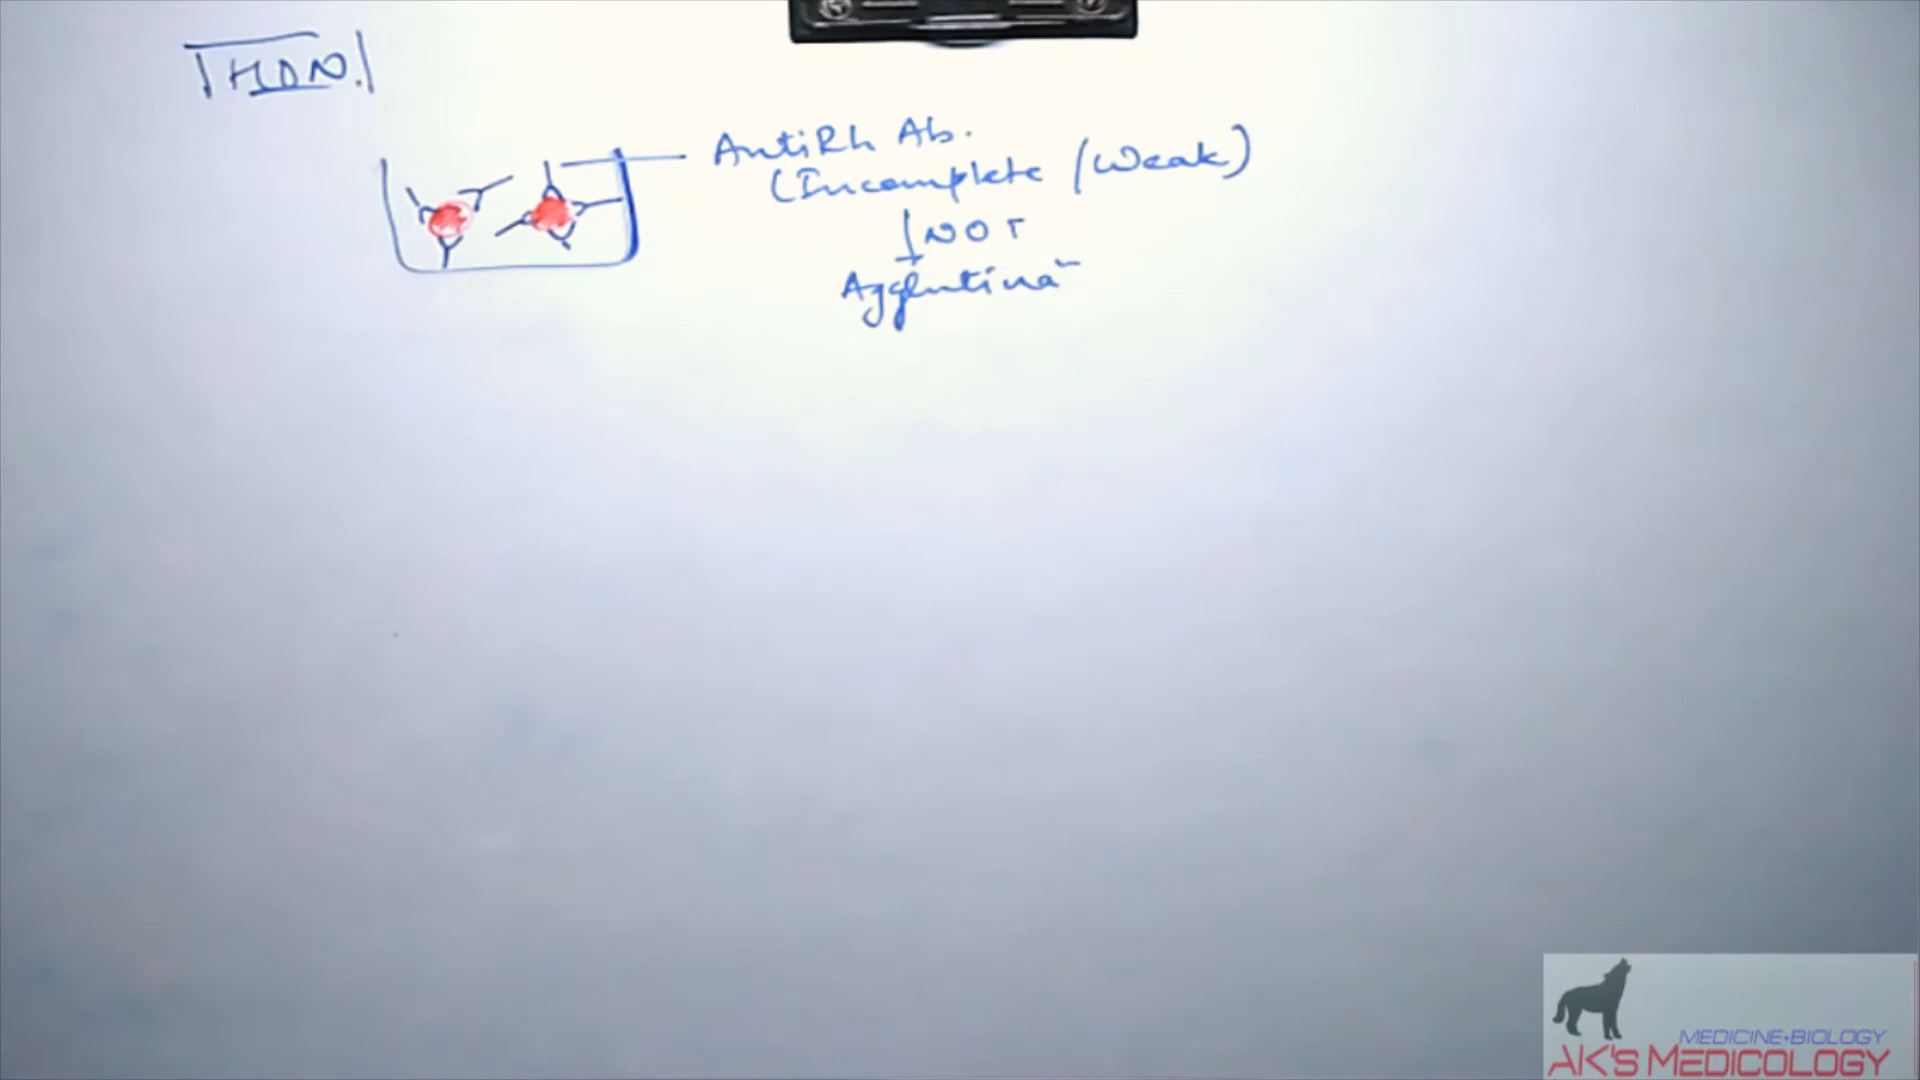 HDN.
AntiRh Ab.
(Incomplete / Weak)
NOT
Agglutina
MEDICINE+BIOLOGY
AK'S MEDICOLOGY